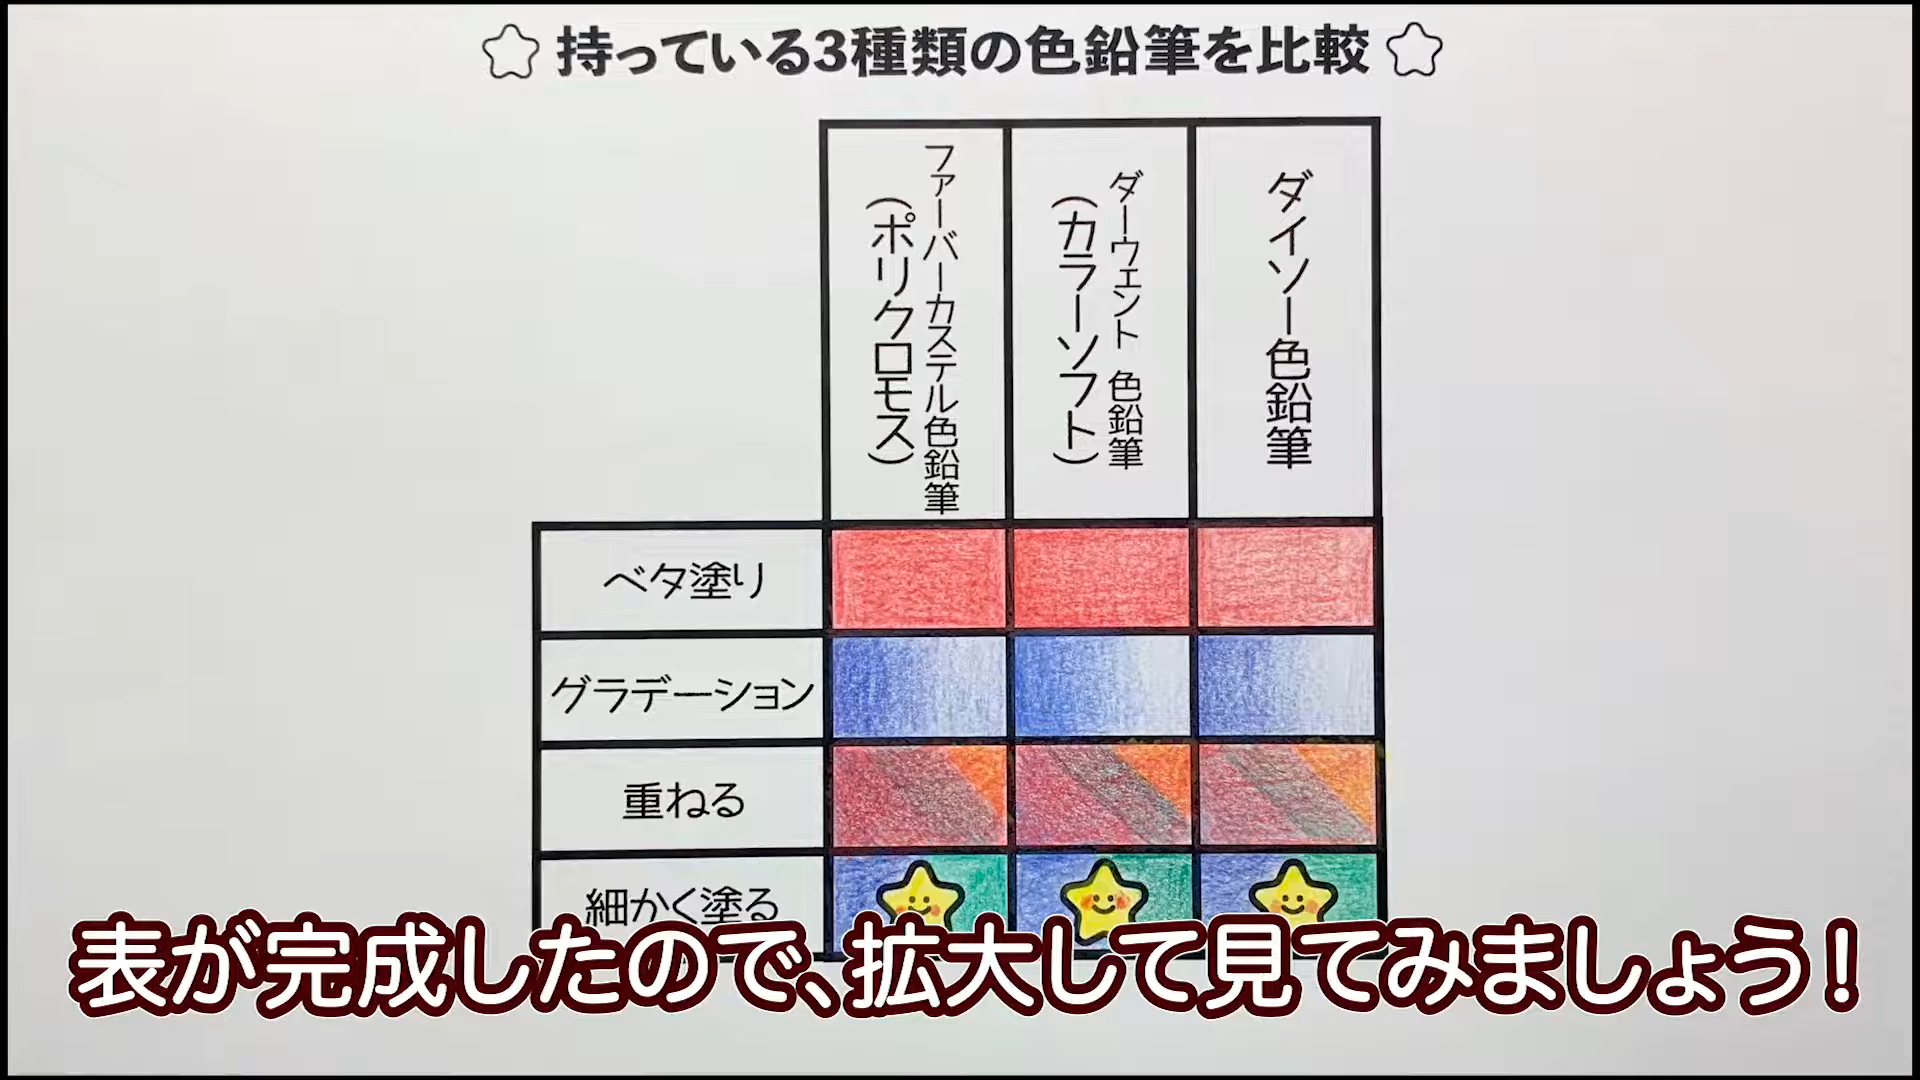 持っている3種類の色鉛筆を比較
ファーバーカステル色鉛筆
(ポリクロモス)
ダーウェント 色鉛筆
(カラーソフト)
ダイソー色鉛筆
ベタ塗り
グラデーション
重ねる
細かく塗る
表が完成したので、拡大して見てみましょう!